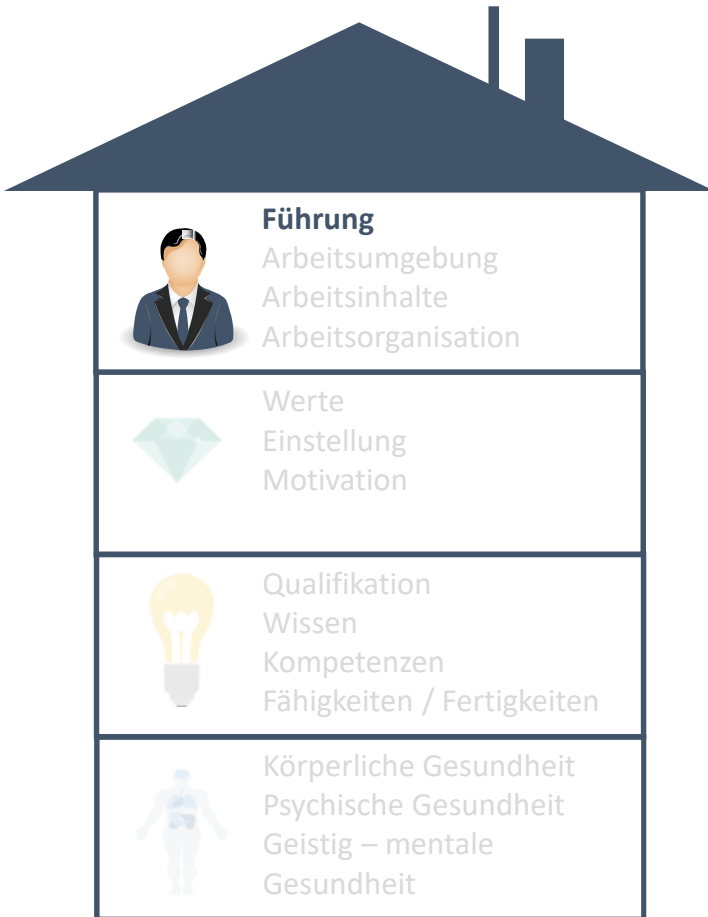 Führung
Arbeitsumgebung
Arbeitsinhalte
Arbeitsorganisation
Werte
Einstellung
Motivation
Qualifikation
Wissen
Kompetenzen
Fähigkeiten / Fertigkeiten
Körperliche Gesundheit
Psychische Gesundheit
Geistig – mentale
Gesundheit